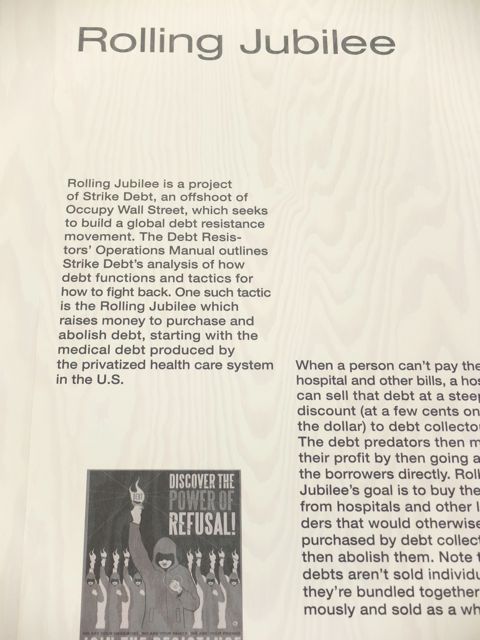 Rolling Jubilee
Rolling Jubilee is a project
of Strike Debt, an offshoot of
Occupy Wall Street, which seeks
to build a global debt resistance
movement. The Debt Resis-
tors’ Operations Manual outlines
Strike Debt’s analysis of how
debt functions and tactics for
how to fight back. One such tactic
is the Rolling Jubilee which
raises money to purchase and
abolish debt, starting with the
medical debt produced by
the privatized health care system
in the U.S.
When a person can’t pay the
hospital and other bills, a hos
can sell that debt at a steep
discount (at a few cents on
the dollar) to debt collecto
The debt predators then m
their profit by then going a
the borrowers directly. Roll
Jubilee’s goal is to buy the
from hospitals and other l
ders that would otherwise
purchased by debt collect
then abolish them. Note t
debts aren’t sold individu
they’re bundled together
mously and sold as a wh
DISCOVER THE
POWER OF
REFUSAL!
DEBT
JOIN THE RESISTANCE